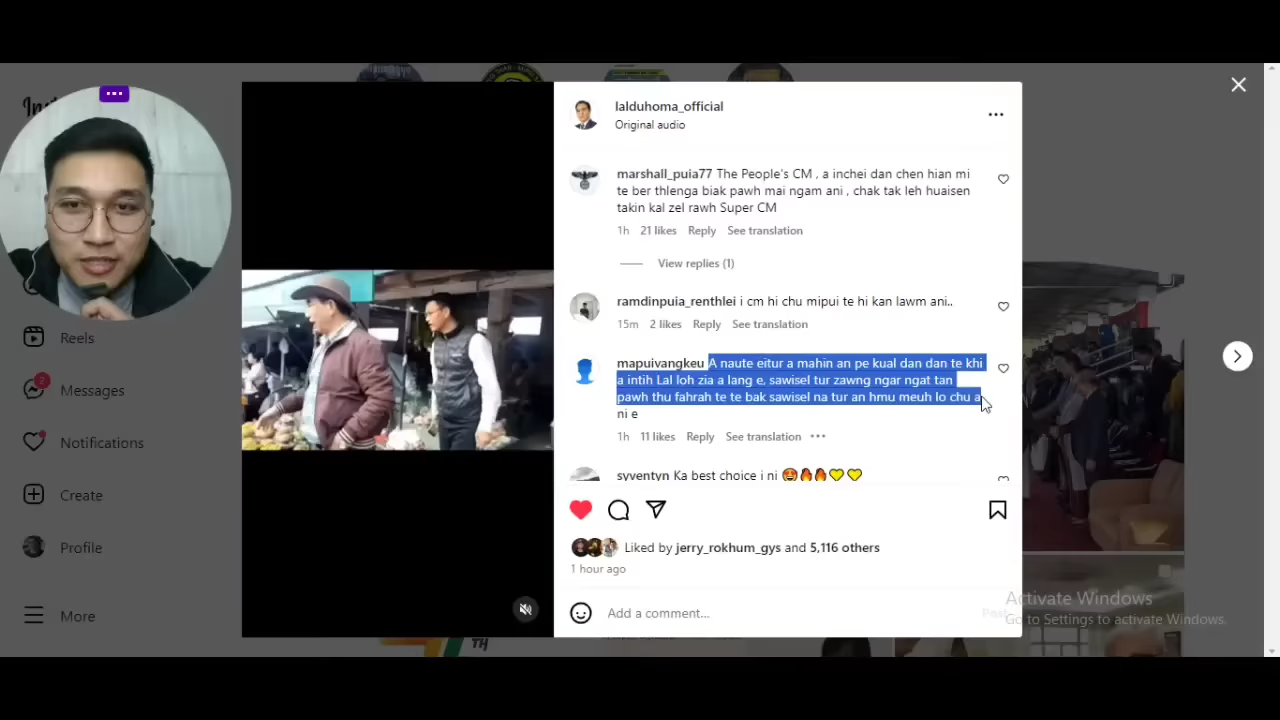 lalduhoma_official
Original audio
marshall_puia77 The People's CM , a inchei dan chen hian mi
te ber thlenga biak pawh mai ngam ani , chak tak leh huaisen
takin kal zel rawh Super CM
1h 21 likes Reply See translation
View replies (1)
ramdinpuia_renthlei i cm hi chu mipui te hi kan lawm ani..
15m 2 likes Reply See translation
mapuivangkeu A naute eitur a mahin an pe kual dan dan te khi
a intih Lal loh zia a lang e, sawisel tur zawng ngar ngat tan
pawh thu fahrah te te bak sawisel na tur an hmu meuh lo chu a
ni e
1h 11 likes Reply See translation
syventyn Ka best choice i ni 😍🔥🔥💛💛
Liked by jerry_rokhum_gys and 5,116 others
1 hour ago
Add a comment...
Reels
2
Messages
Notifications
Create
Profile
More
Activate Windows
Go to Settings to activate Windows.
TH